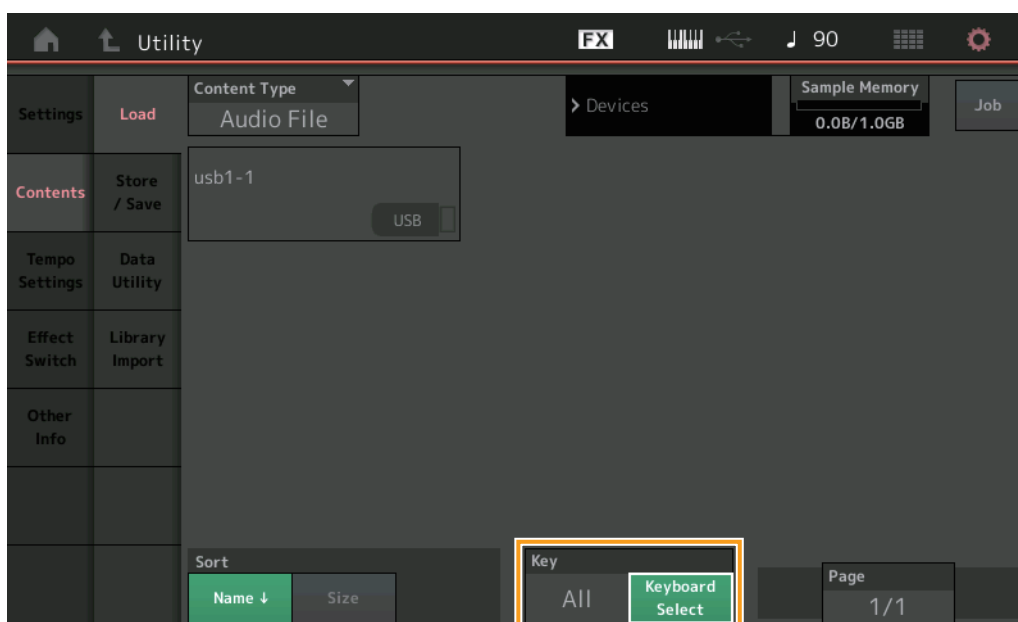 Utility
FX
90
Settings
Load
Content Type
Audio File
> Devices
Sample Memory
0.0B/1.0GB
Job
Contents
Store
/ Save
usb1-1
USB
Tempo
Settings
Data
Utility
Effect
Switch
Library
Import
Other
Info
Sort
Name ↓
Size
Key
All
Keyboard
Select
Page
1/1